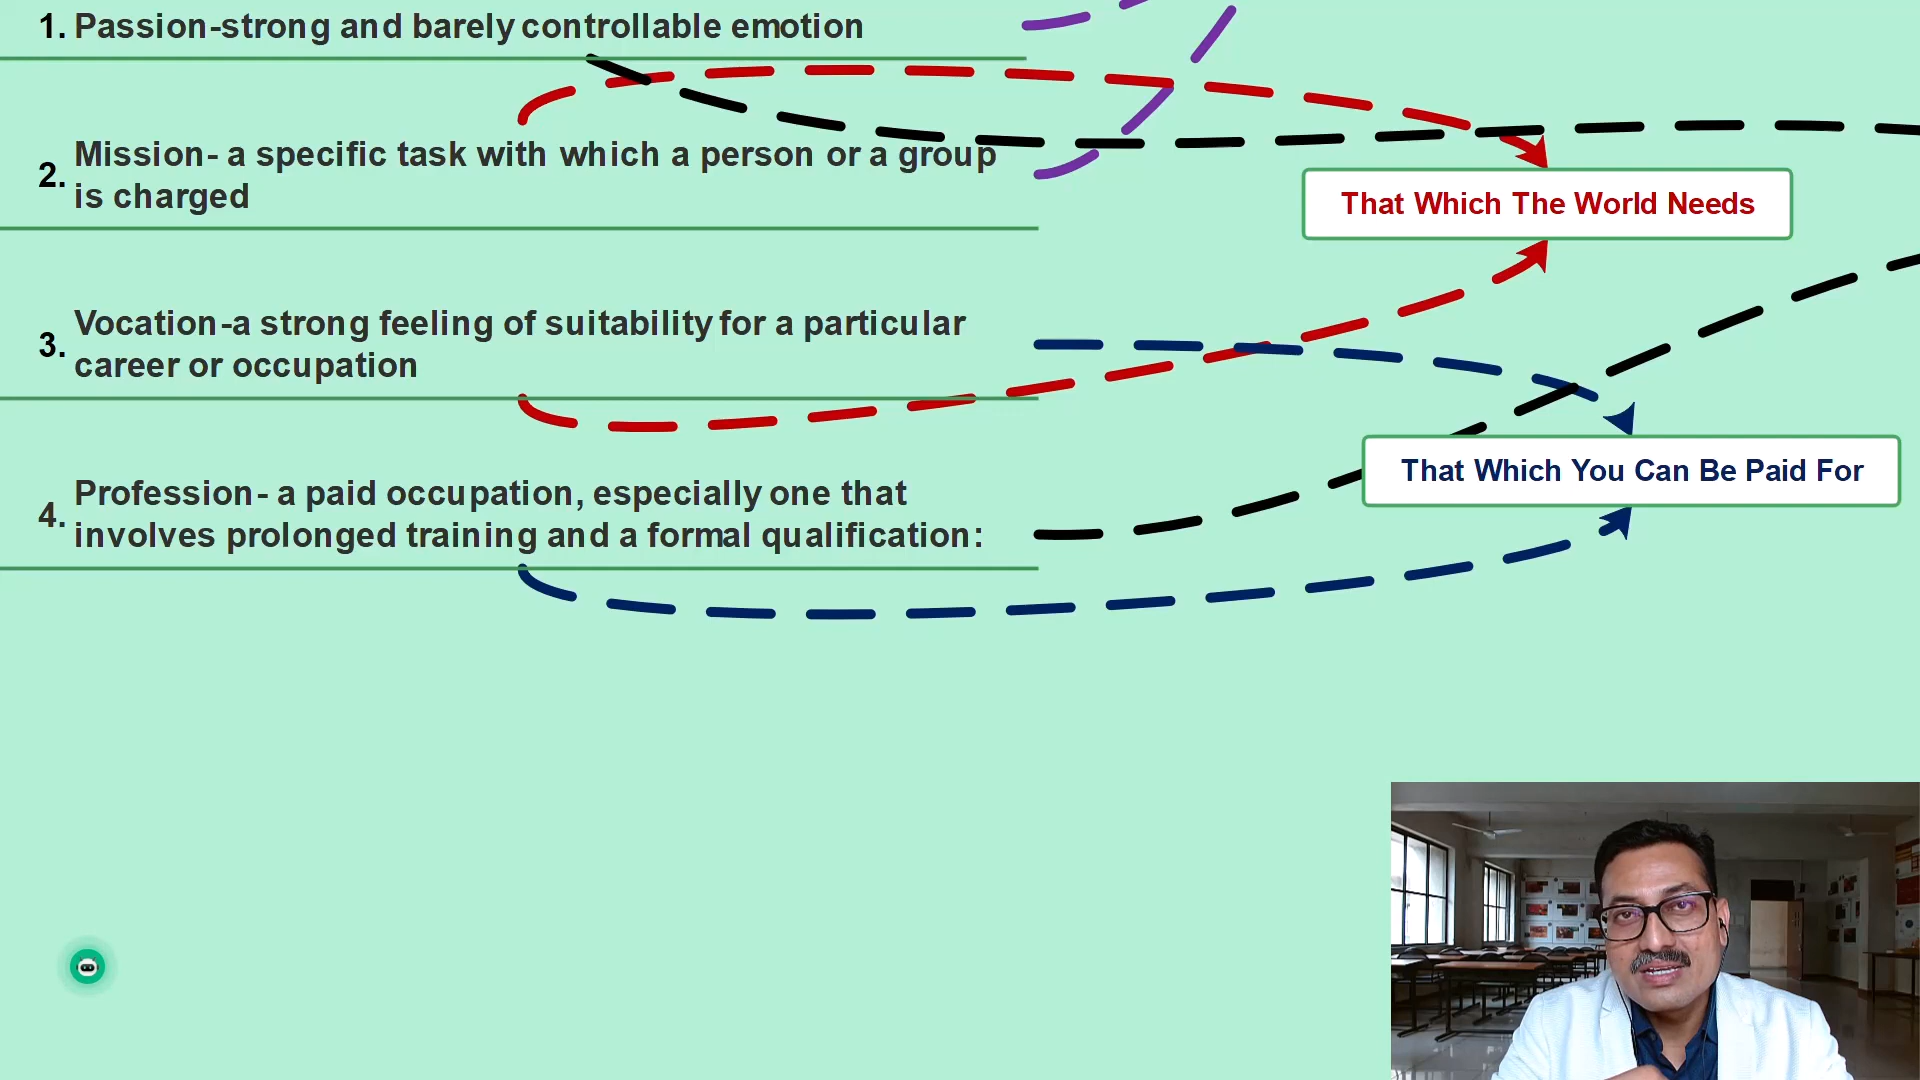 1. Passion-strong and barely controllable emotion
2. Mission- a specific task with which a person or a group
is charged
That Which The World Needs
3. Vocation-a strong feeling of suitability for a particular
career or occupation
That Which You Can Be Paid For
4. Profession- a paid occupation, especially one that
involves prolonged training and a formal qualification: